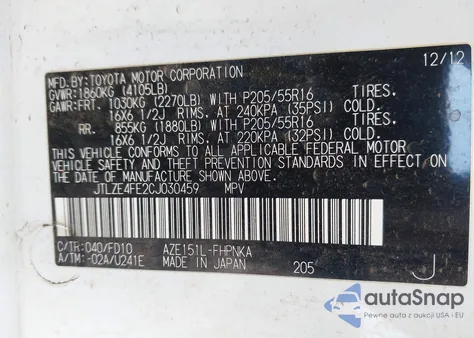 12/12
MFD. BY: TOYOTA MOTOR CORPORATION
GVWR: 1860KG (4105LB)
GAWR: FRT. 1030KG (2270LB) WITH P205/55R16 TIRES.
16X6 1/2J RIMS, AT 240KPA (35PSI) COLD.
RR. 855KG (1880LB) WITH P205/55R16 TIRES.
16X6 1/2J RIMS, AT 220KPA (32PSI) COLD.
THIS VEHICLE CONFORMS TO ALL APPLICABLE FEDERAL MOTOR
VEHICLE SAFETY AND THEFT PREVENTION STANDARDS IN EFFECT ON
THE DATE OF MANUFACTURE SHOWN ABOVE.
JTLZE4FE2CJ030459 MPV
C/TR: 040/FD10 AZE151L-FHPNKA
A/TM: -02A/U241E MADE IN JAPAN 205 J
autoSnap
Pewne auta z USA i EU